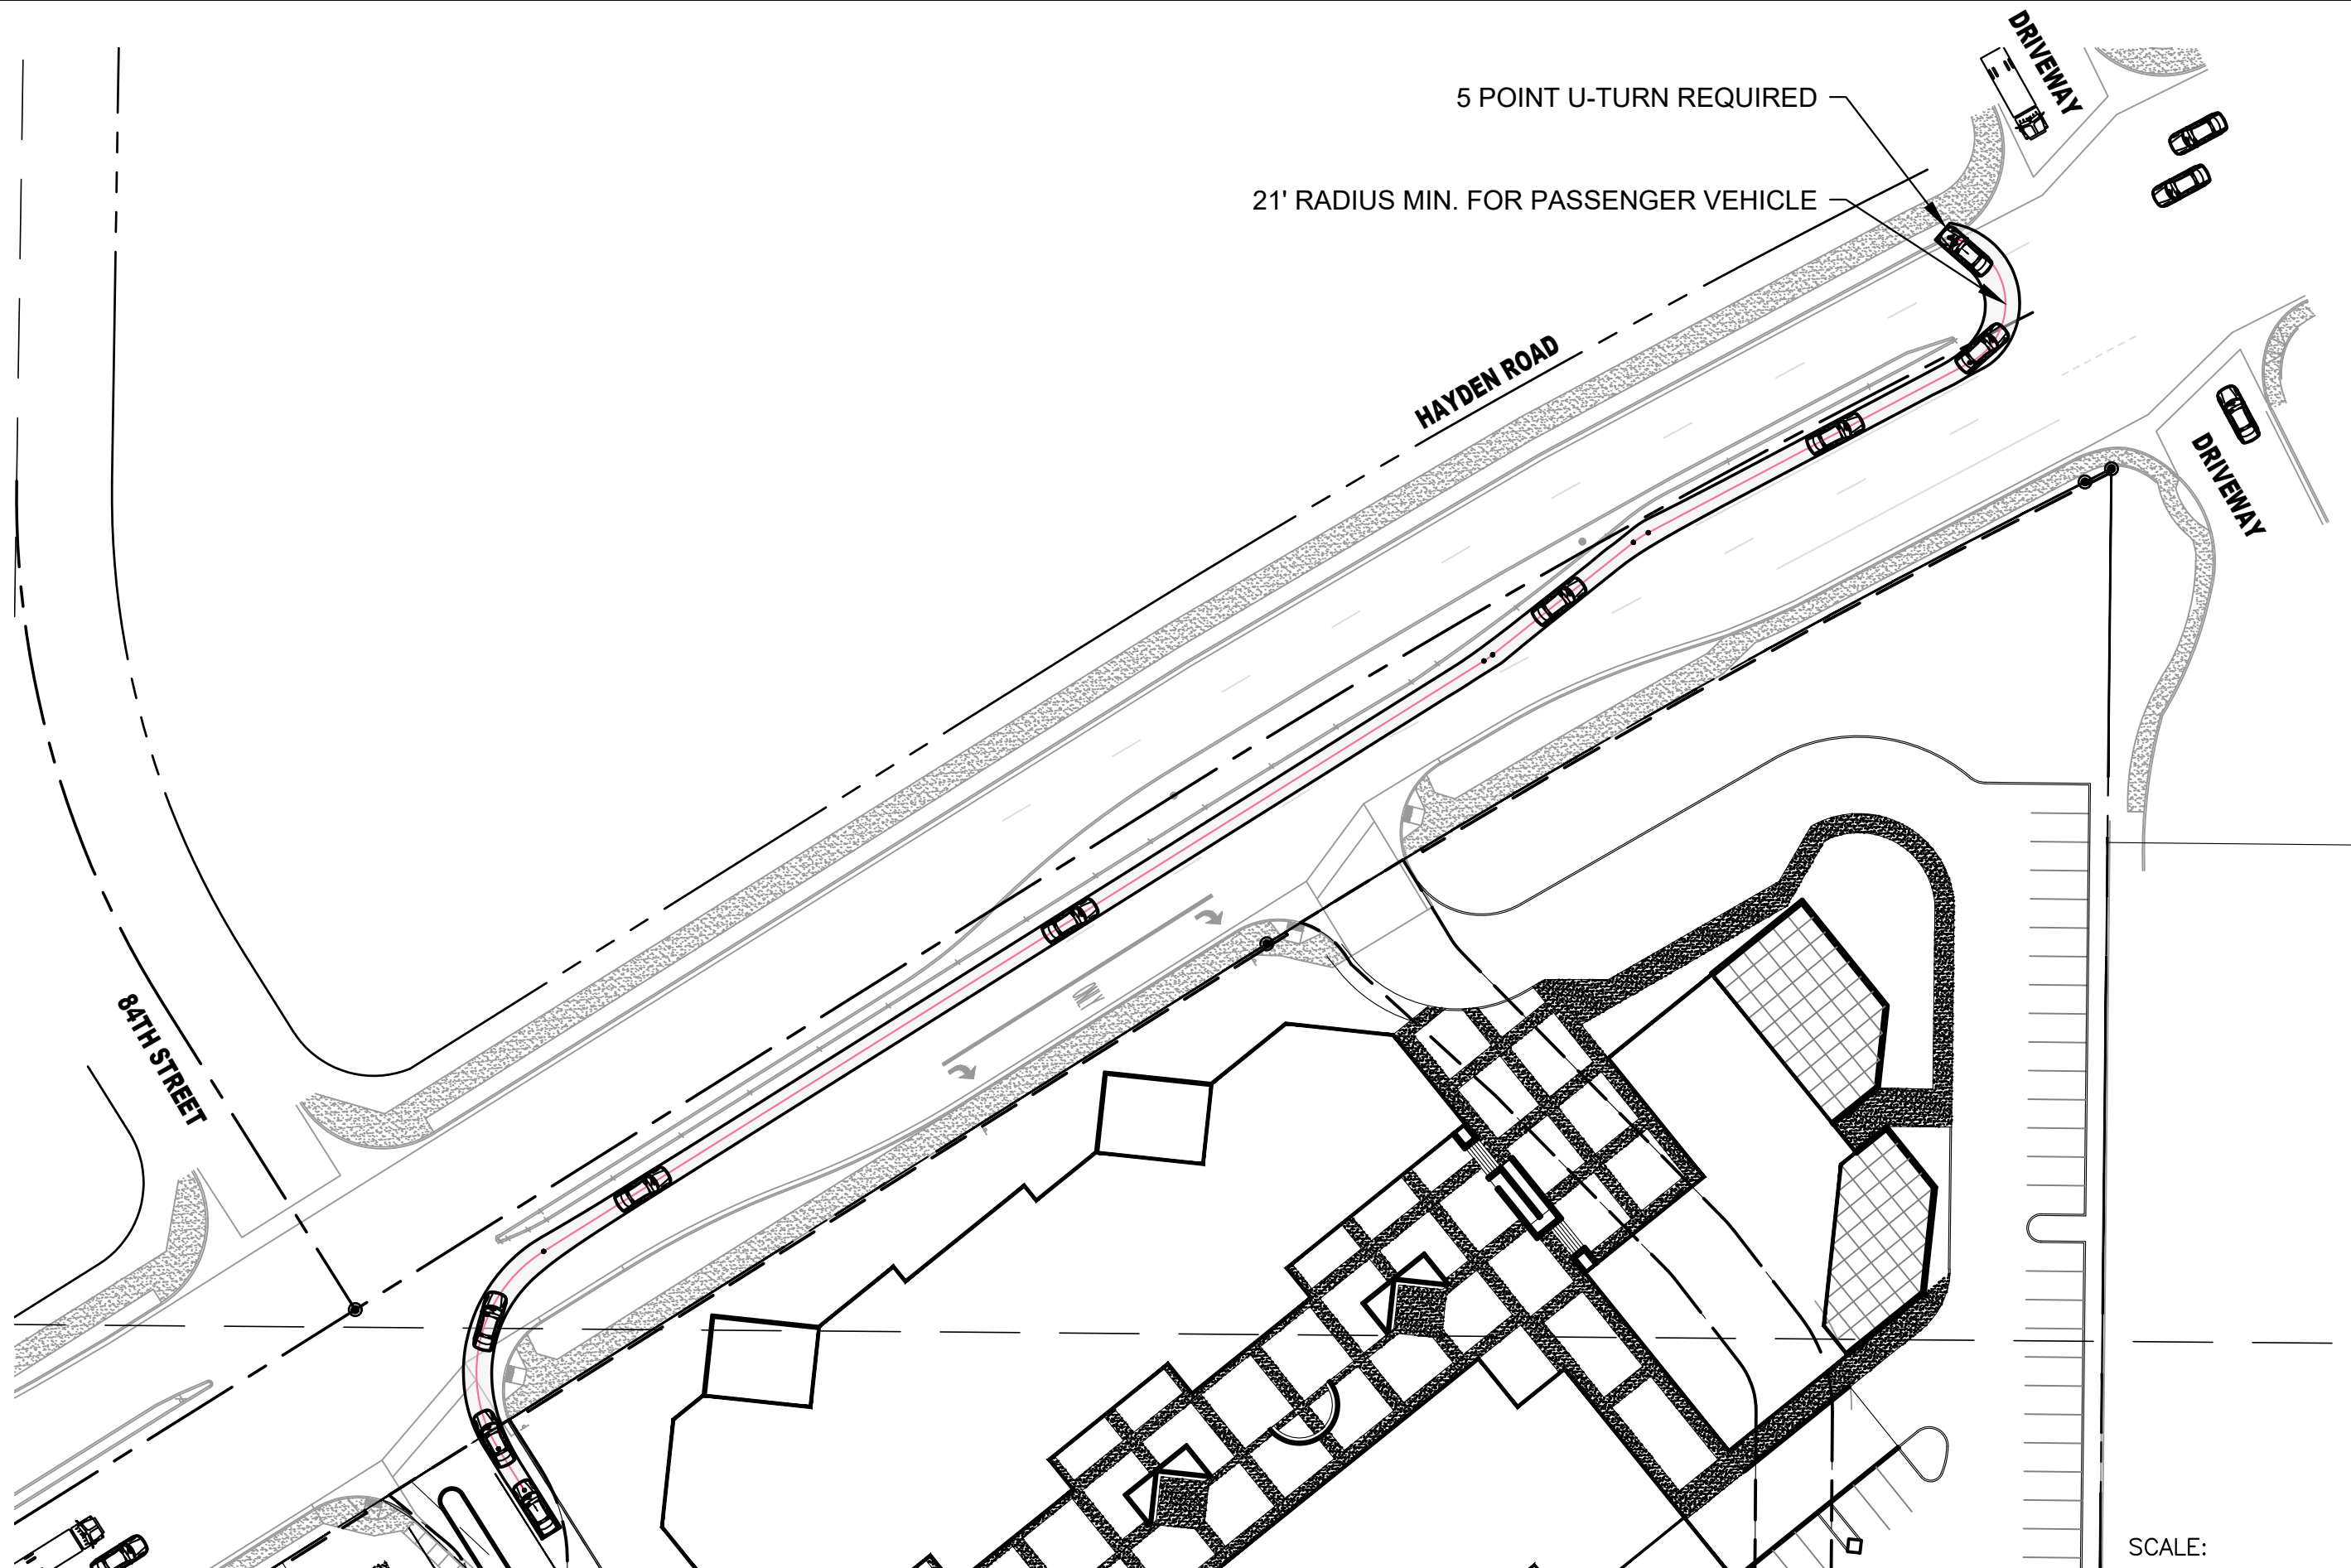 DRIVEWAY
5 POINT U-TURN REQUIRED
21' RADIUS MIN. FOR PASSENGER VEHICLE
HAYDEN ROAD
DRIVEWAY
ONLY
84TH STREET
SCALE: